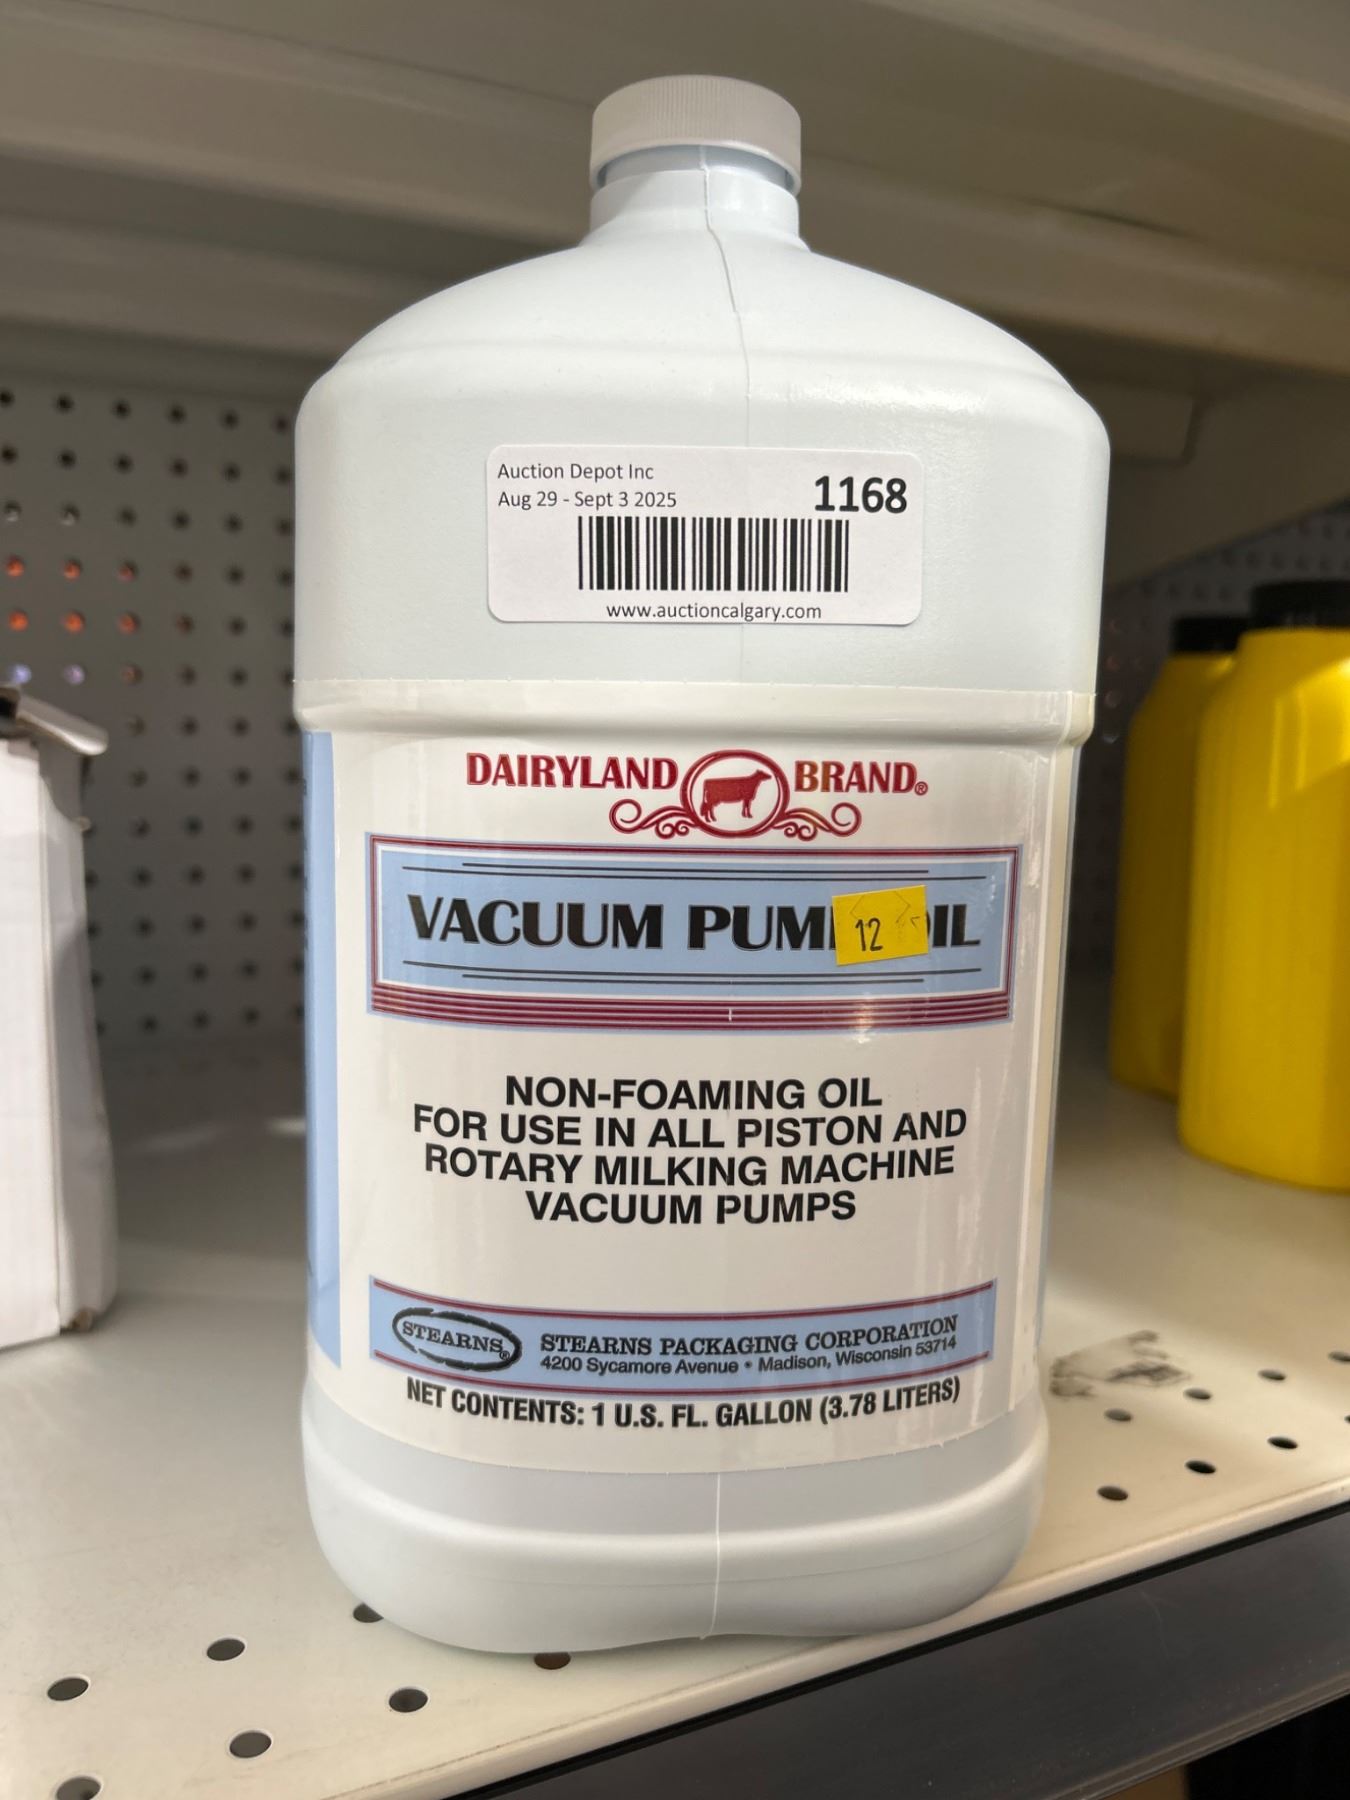 Auction Depot Inc
Aug 29 - Sept 3 2025
1168
www.auctioncalgary.com
DAIRYLAND BRAND®
VACUUM PUM OIL
12
NON-FOAMING OIL
FOR USE IN ALL PISTON AND
ROTARY MILKING MACHINE
VACUUM PUMPS
STEARNS®
STEARNS PACKAGING CORPORATION
4200 Sycamore Avenue • Madison, Wisconsin 53714
NET CONTENTS: 1 U.S. FL. GALLON (3.78 LITERS)